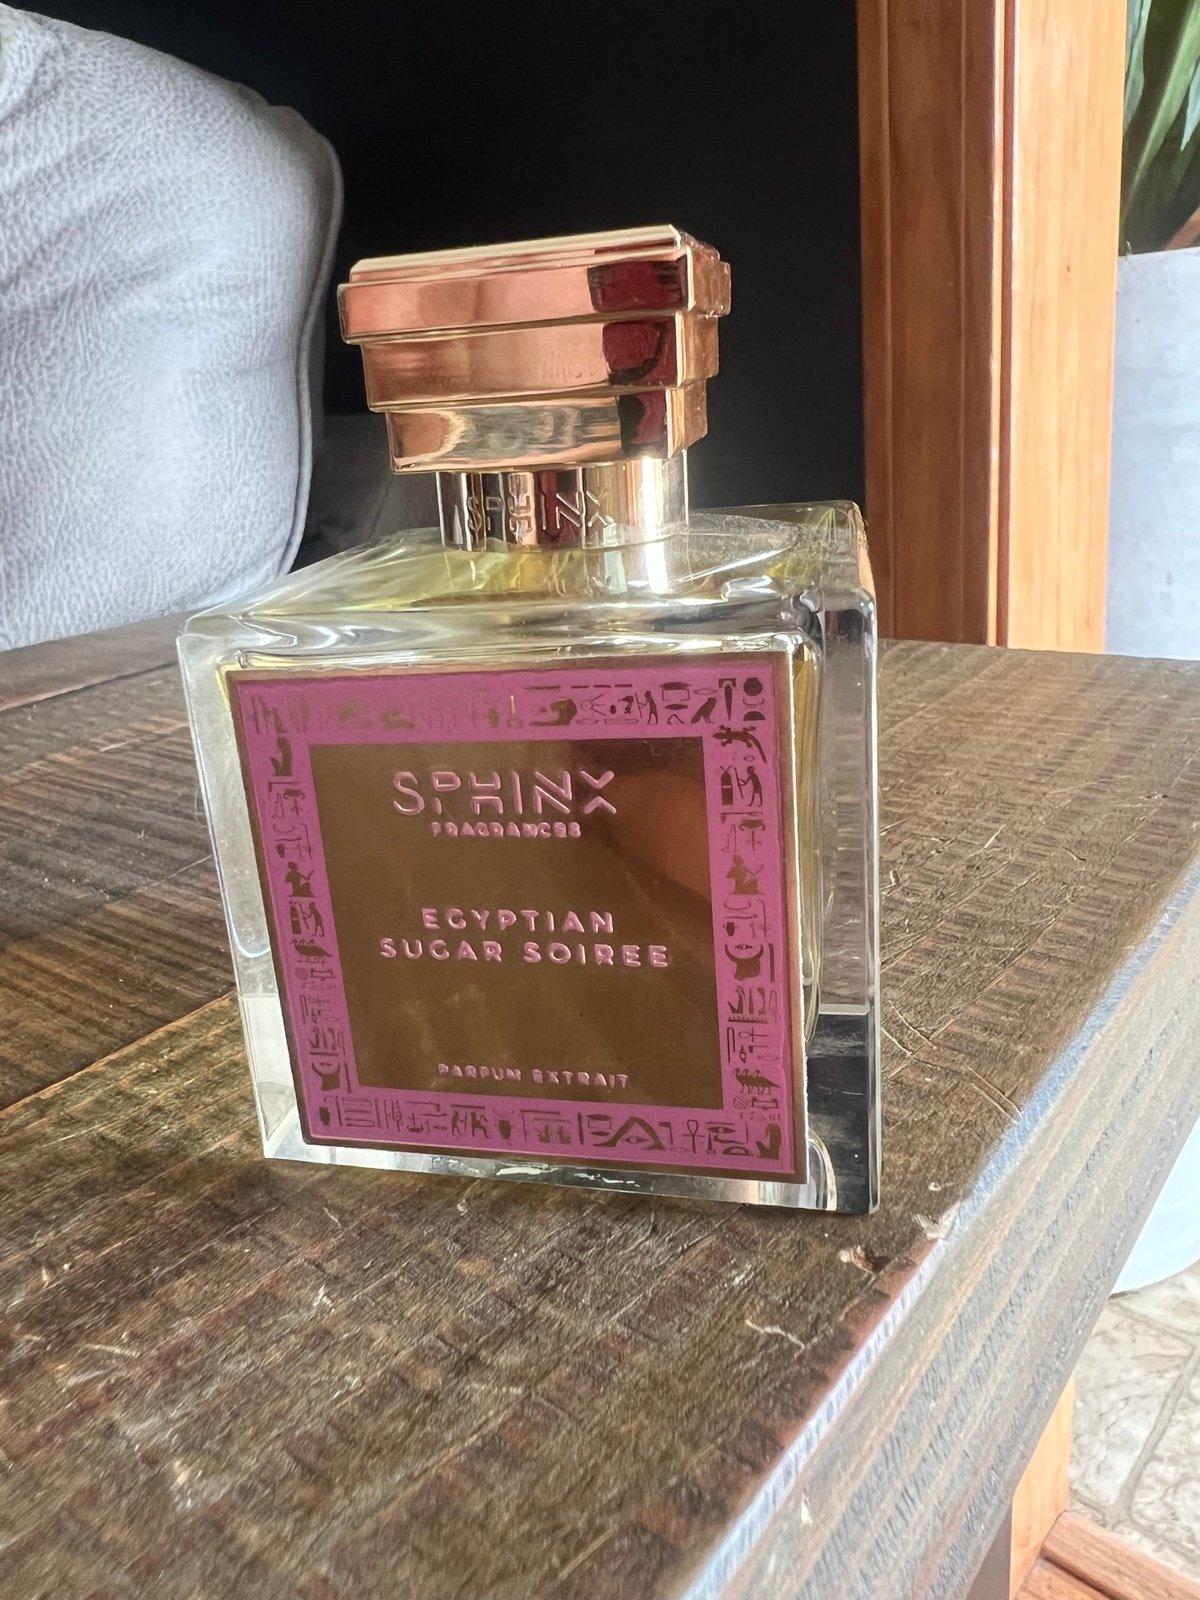 SPHINX
SPHINX
FRAGRANCES
EGYPTIAN
SUGAR SOIREE
PARFUM EXTRAIT